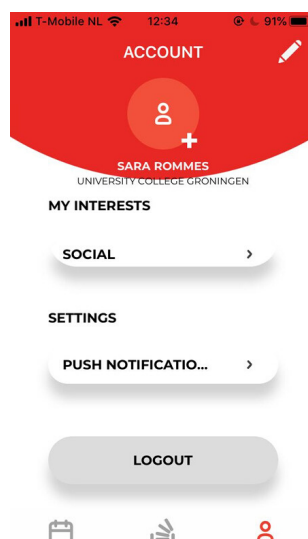 T-Mobile NL 12:34 91%
ACCOUNT
SARA ROMMES
UNIVERSITY COLLEGE GRONINGEN
MY INTERESTS
SOCIAL
SETTINGS
PUSH NOTIFICATIO...
LOGOUT